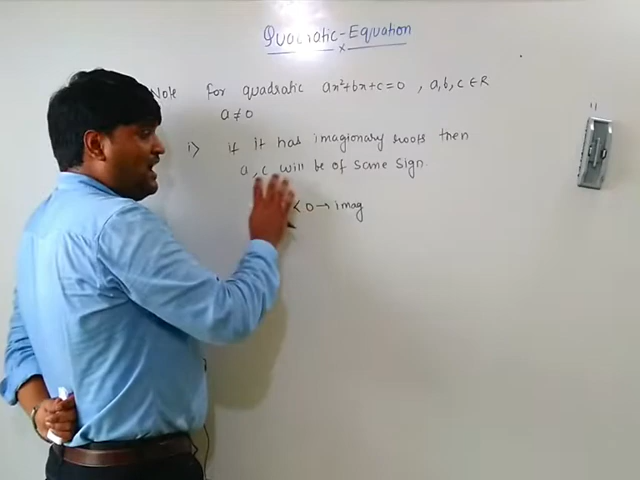 Quadratic-Equation
x
Note for quadratic ax²+bx+c=0, a,b,c ∈ R
a≠0
i> if it has imagionary roots then
a,c will be of same sign.
< 0 → imag